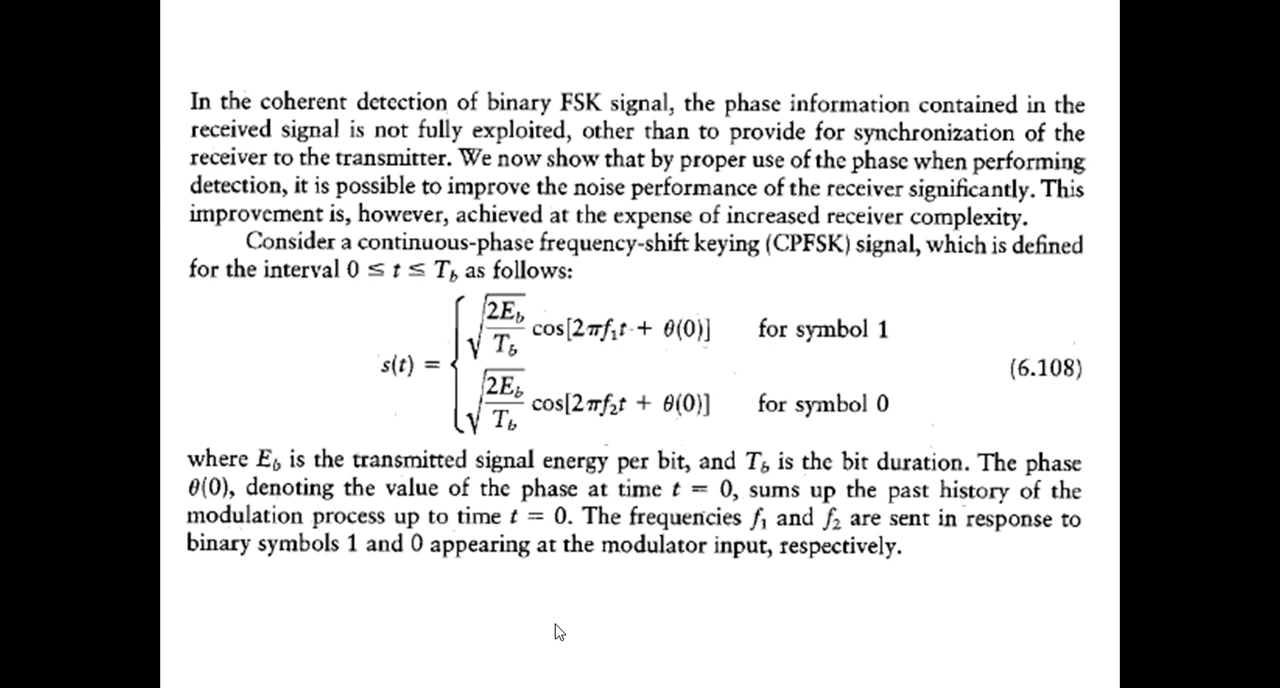 In the coherent detection of binary FSK signal, the phase information contained in the
received signal is not fully exploited, other than to provide for synchronization of the
receiver to the transmitter. We now show that by proper use of the phase when performing
detection, it is possible to improve the noise performance of the receiver significantly. This
improvement is, however, achieved at the expense of increased receiver complexity.
Consider a continuous-phase frequency-shift keying (CPFSK) signal, which is defined
for the interval 0 ≤ t ≤ T_b as follows:
s(t) = { √(2E_b/T_b) cos[2πf₁t + θ(0)] for symbol 1
√(2E_b/T_b) cos[2πf₂t + θ(0)] for symbol 0
(6.108)
where E_b is the transmitted signal energy per bit, and T_b is the bit duration. The phase
θ(0), denoting the value of the phase at time t = 0, sums up the past history of the
modulation process up to time t = 0. The frequencies f₁ and f₂ are sent in response to
binary symbols 1 and 0 appearing at the modulator input, respectively.